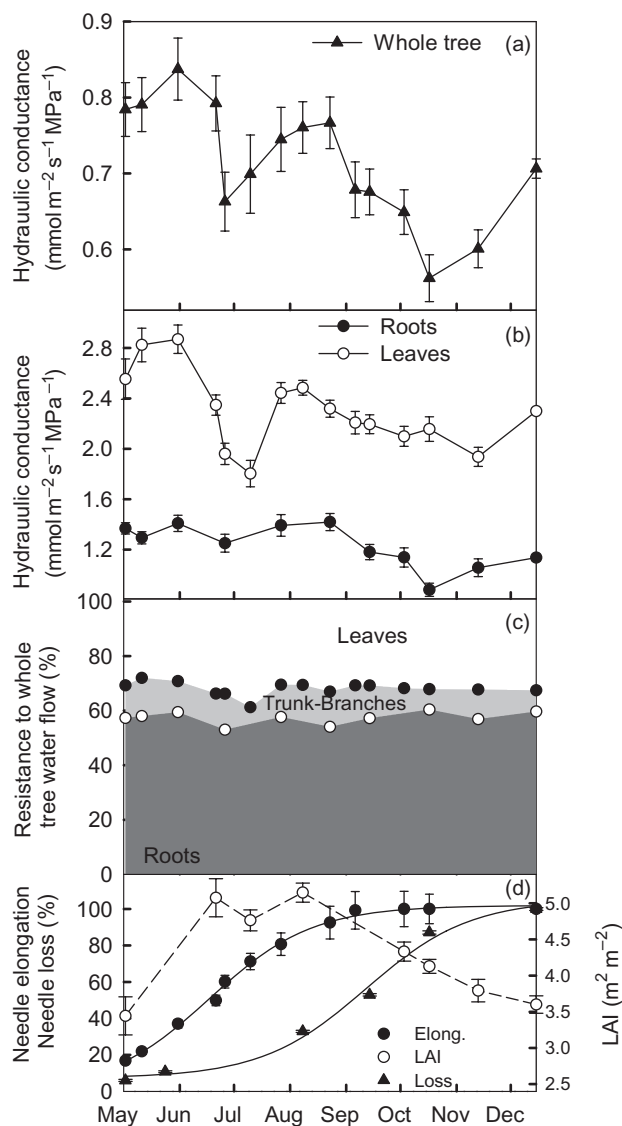 0.9
Whole tree
(a)
0.8
0.7
0.6
Hydrauulic conductance
(mmol m−2 s−1 MPa−1)
Roots
Leaves
(b)
2.8
2.4
2.0
1.6
1.2
Hydrauulic conductance
(mmol m−2 s−1 MPa−1)
100
Leaves
(c)
80
Trunk-Branches
60
40
20
Roots
0
Resistance to whole
tree water flow (%)
(d)
100
80
60
40
20
0
Needle elongation
Needle loss (%)
Elong.
LAI
Loss
5.0
4.5
4.0
3.5
3.0
2.5
LAI (m2 m−2)
May Jun Jul Aug Sep Oct Nov Dec